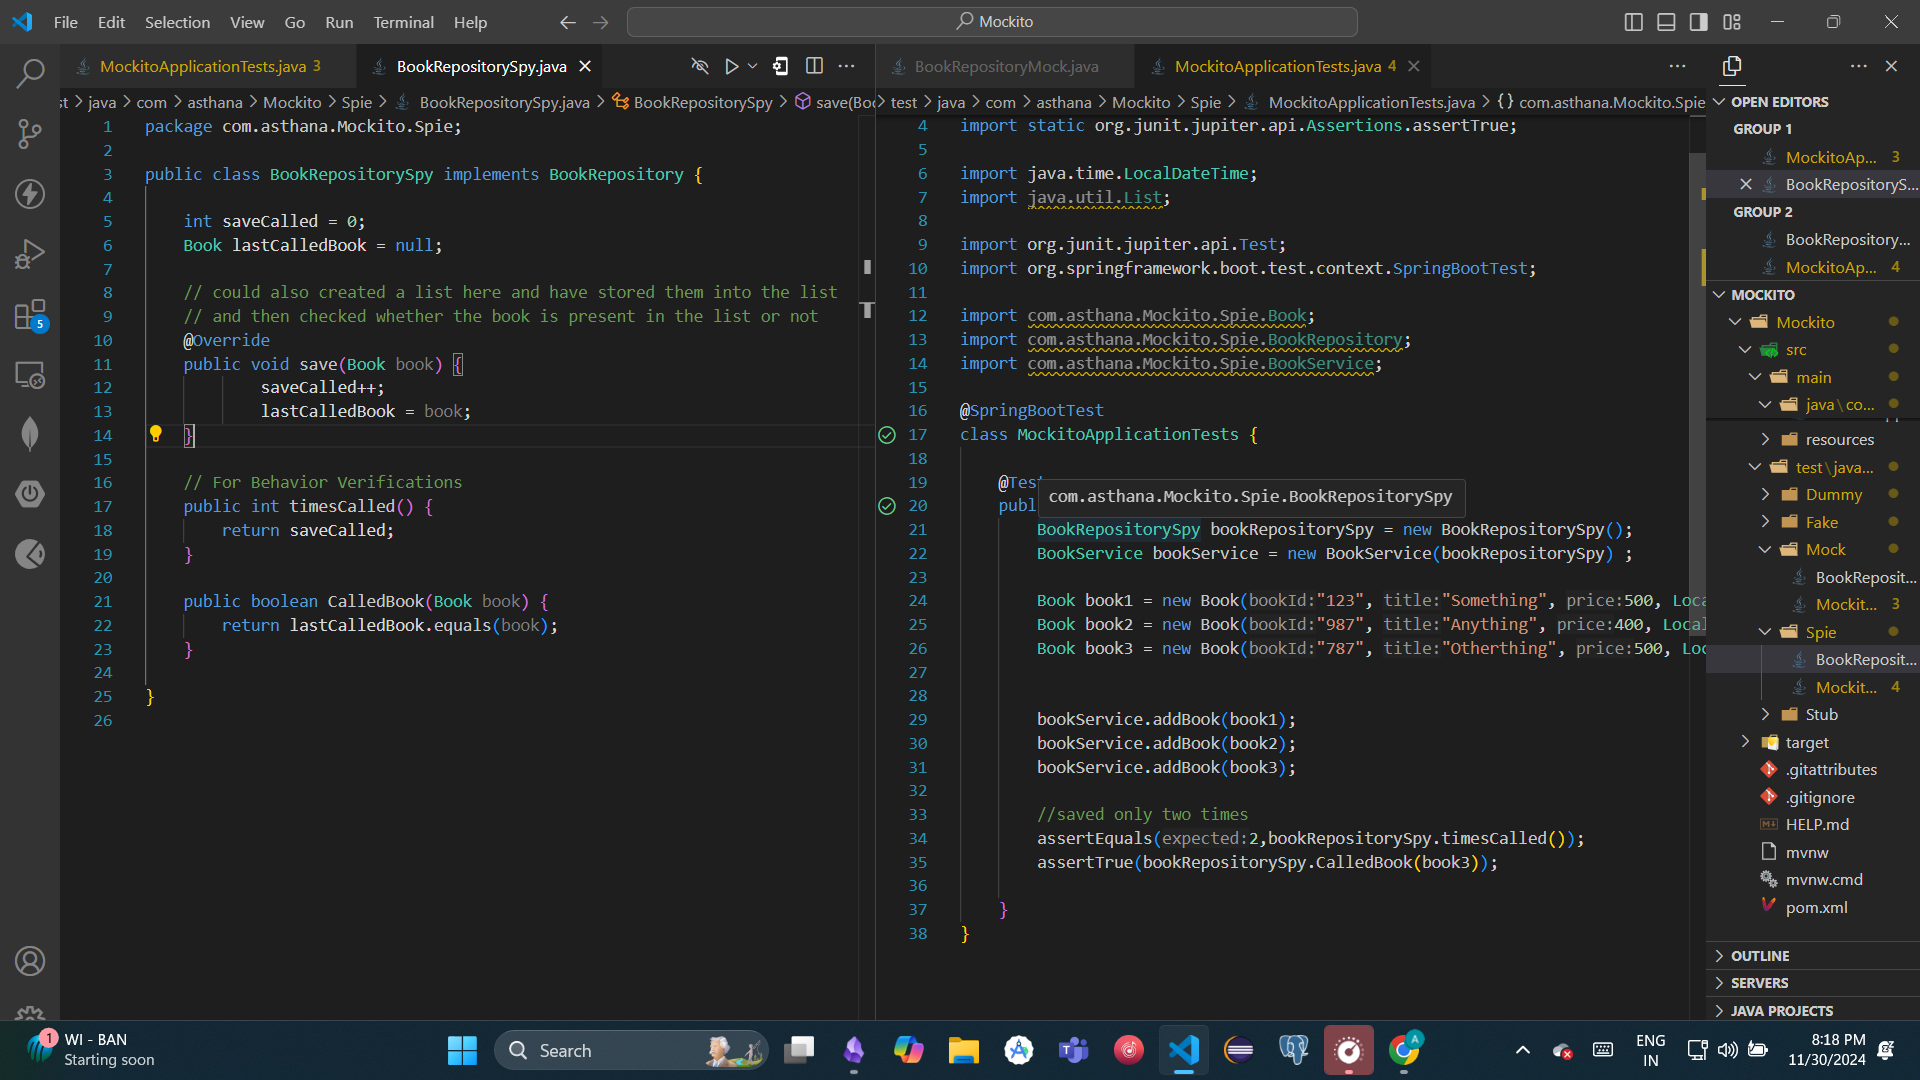 File Edit Selection View Go Run Terminal Help
Mockito
MockitoApplicationTests.java 3
BookRepositorySpy.java
BookRepositoryMock.java
MockitoApplicationTests.java 4
st > java > com > asthana > Mockito > Spie > BookRepositorySpy.java > BookRepositorySpy > save(Boo
1 package com.asthana.Mockito.Spie;
2
3 public class BookRepositorySpy implements BookRepository {
4
5 int saveCalled = 0;
6 Book lastCalledBook = null;
7
8 // could also created a list here and have stored them into the list
9 // and then checked whether the book is present in the list or not
10 @Override
11 public void save(Book book) {
12 saveCalled++;
13 lastCalledBook = book;
14 }
15
16 // For Behavior Verifications
17 public int timesCalled() {
18 return saveCalled;
19 }
20
21 public boolean CalledBook(Book book) {
22 return lastCalledBook.equals(book);
23 }
24
25 }
26
test > java > com > asthana > Mockito > Spie > MockitoApplicationTests.java > {} com.asthana.Mockito.Spie
4 import static org.junit.jupiter.api.Assertions.assertTrue;
5
6 import java.time.LocalDateTime;
7 import java.util.List;
8
9 import org.junit.jupiter.api.Test;
10 import org.springframework.boot.test.context.SpringBootTest;
11
12 import com.asthana.Mockito.Spie.Book;
13 import com.asthana.Mockito.Spie.BookRepository;
14 import com.asthana.Mockito.Spie.BookService;
15
16 @SpringBootTest
17 class MockitoApplicationTests {
18
19 @Test
com.asthana.Mockito.Spie.BookRepositorySpy
20 publ
21 BookRepositorySpy bookRepositorySpy = new BookRepositorySpy();
22 BookService bookService = new BookService(bookRepositorySpy) ;
23
24 Book book1 = new Book(bookId:"123", title:"Something", price:500, Loca
25 Book book2 = new Book(bookId:"987", title:"Anything", price:400, Local
26 Book book3 = new Book(bookId:"787", title:"Otherthing", price:500, Loc
27
28
29 bookService.addBook(book1);
30 bookService.addBook(book2);
31 bookService.addBook(book3);
32
33 //saved only two times
34 assertEquals(expected:2,bookRepositorySpy.timesCalled());
35 assertTrue(bookRepositorySpy.CalledBook(book3));
36
37 }
38 }
OPEN EDITORS
GROUP 1
MockitoAp... 3
BookRepositoryS...
GROUP 2
BookRepository...
MockitoAp... 4
MOCKITO
Mockito
src
main
java\co...
resources
test\java...
Dummy
Fake
Mock
BookReposit...
Mockit... 3
Spie
BookReposit...
Mockit... 4
Stub
target
.gitattributes
.gitignore
HELP.md
mvnw
mvnw.cmd
pom.xml
OUTLINE
SERVERS
JAVA PROJECTS
5
1
WI - BAN
Starting soon
Search
A
ENG
IN
8:18 PM
11/30/2024